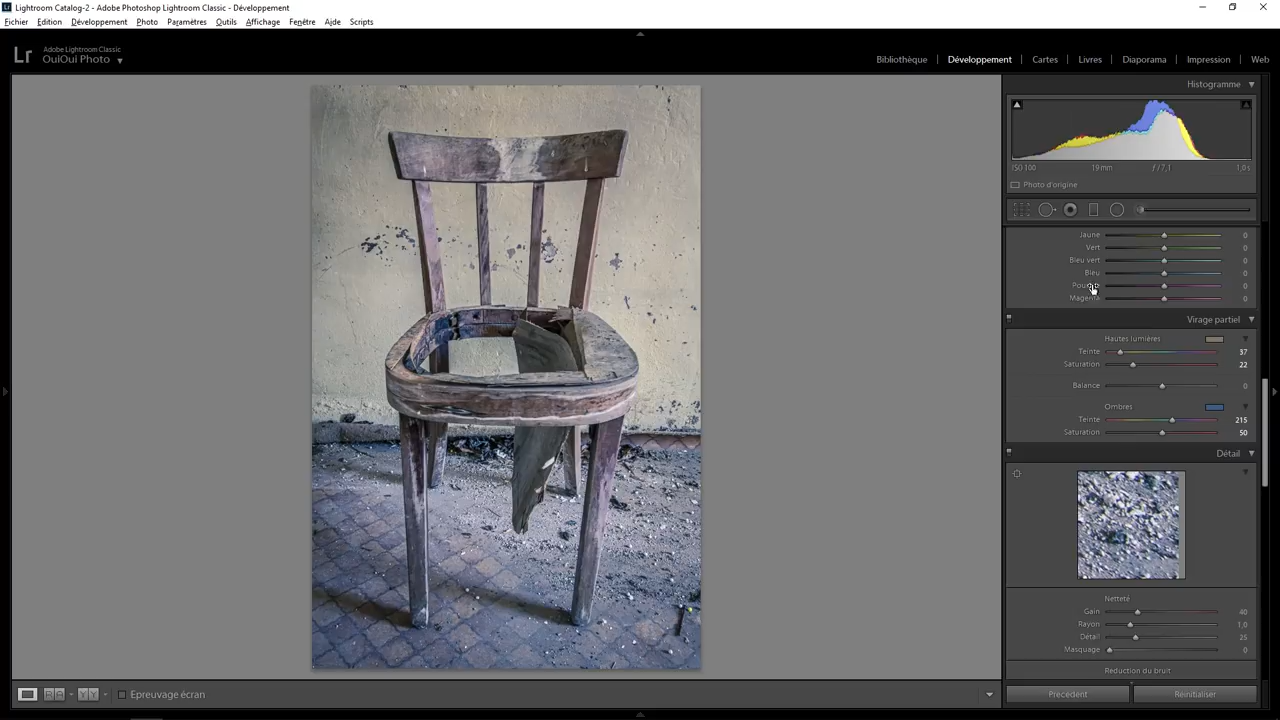 Lightroom Catalog-2 - Adobe Photoshop Lightroom Classic - Développement
Fichier Edition Développement Photo Paramètres Outils Affichage Fenêtre Aide Scripts
Lr Adobe Lightroom Classic
OuiOui Photo
Bibliothèque | Développement | Cartes | Livres | Diaporama | Impression | Web
Histogramme
ISO 100 19 mm ƒ / 7,1 1,0 s
Photo d'origine
Jaune 0
Vert 0
Bleu vert 0
Bleu 0
0
Magenta 0
Virage partiel
Hautes lumières
Teinte 37
Saturation 22
Balance 0
Ombres
Teinte 215
Saturation 50
Détail
Netteté
Gain 40
Rayon 1,0
Détail 25
Masquage 0
Réduction du bruit
Epreuvage écran
Précédent Réinitialiser